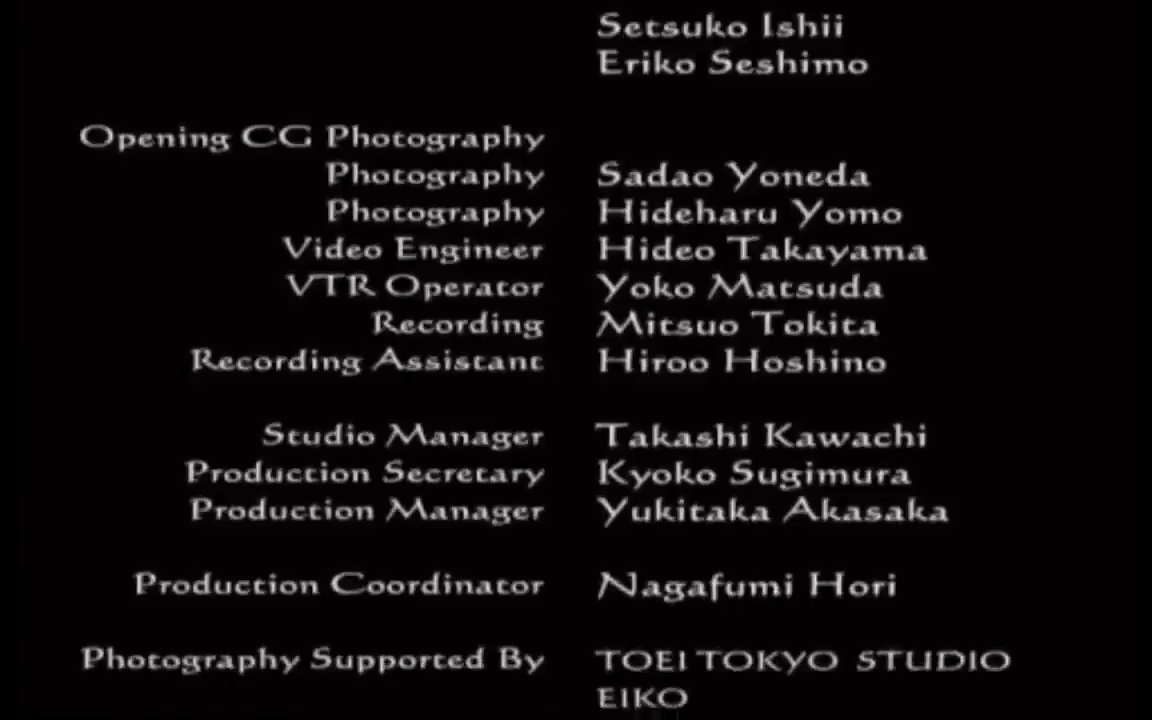 Setsuko Ishii
Eriko Seshimo
Opening CG Photography
Photography Sadao Yoneda
Photography Hideharu Yomo
Video Engineer Hideo Takayama
VTR Operator Yoko Matsuda
Recording Mitsuo Tokita
Recording Assistant Hiroo Hoshino
Studio Manager Takashi Kawachi
Production Secretary Kyoko Sugimura
Production Manager Yukitaka Akasaka
Production Coordinator Nagafumi Hori
Photography Supported By TOEI TOKYO STUDIO
EIKO